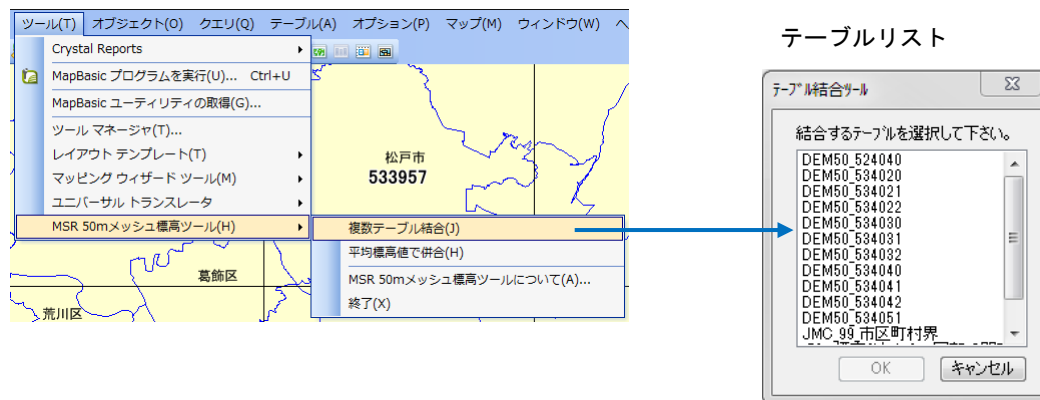 ツール(T) オブジェクト(O) クエリ(Q) テーブル(A) オプション(P) マップ(M) ウィンドウ(W) ヘ
Crystal Reports
MapBasic プログラムを実行(U)... Ctrl+U
MapBasic ユーティリティの取得(G)...
ツール マネージャ(T)...
レイアウト テンプレート(T)
マッピング ウィザード ツール(M)
ユニバーサル トランスレータ
MSR 50mメッシュ標高ツール(H)
複数テーブル結合(J)
平均標高値で併合(H)
MSR 50mメッシュ標高ツールについて(A)...
終了(X)
松戸市
533957
葛飾区
荒川区
テーブルリスト
テーブル結合ツール
結合するテーブルを選択して下さい。
DEM50_524040
DEM50_534020
DEM50_534021
DEM50_534022
DEM50_534030
DEM50_534031
DEM50_534032
DEM50_534040
DEM50_534041
DEM50_534042
DEM50_534051
JMC_99_市区町村界
OK キャンセル